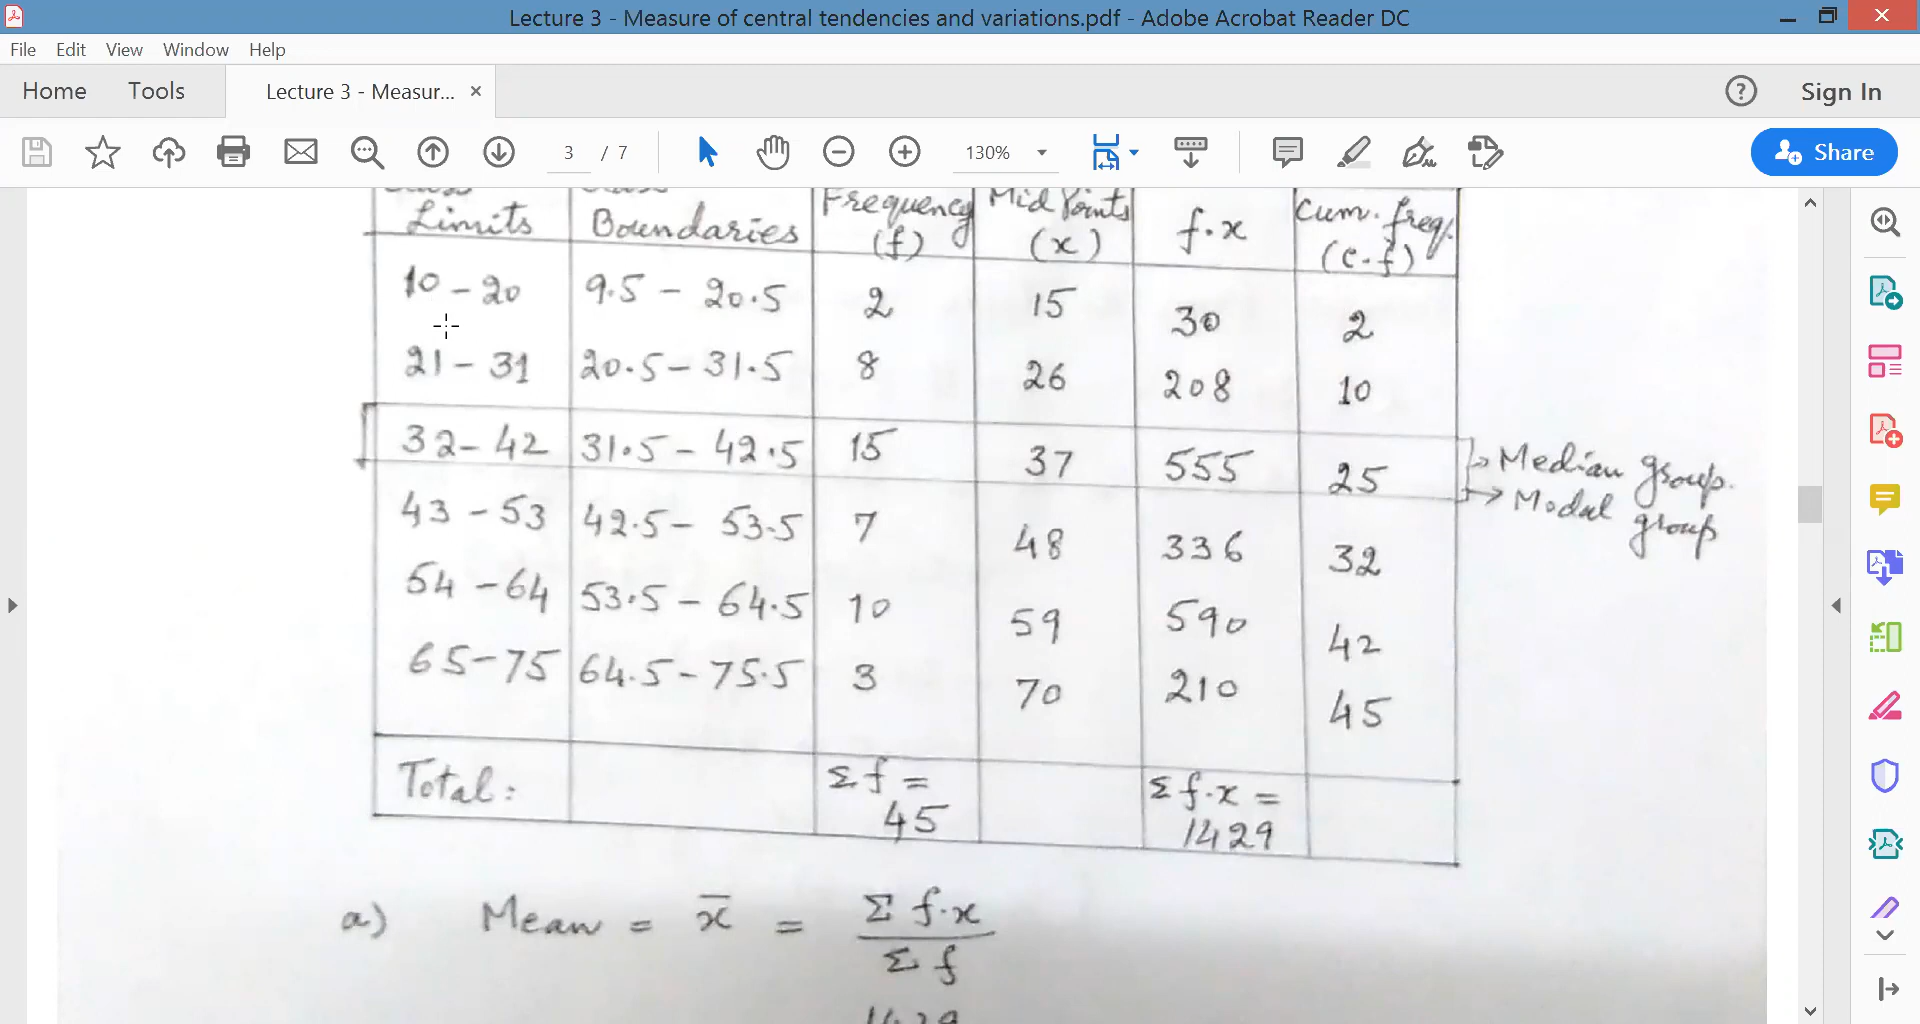 Lecture 3 - Measure of central tendencies and variations.pdf - Adobe Acrobat Reader DC
File Edit View Window Help
Home Tools Lecture 3 - Measur... × Sign In
3 / 7 130% Share
Limits Boundaries Frequency (f) Mid Points (x) f.x Cum. freq. (c.f)
10 - 20 9.5 - 20.5 2 15 30 2
21 - 31 20.5 - 31.5 8 26 208 10
32 - 42 31.5 - 42.5 15 37 555 25 → Median group.
→ Modal group
43 - 53 42.5 - 53.5 7 48 336 32
54 - 64 53.5 - 64.5 10 59 590 42
65 - 75 64.5 - 75.5 3 70 210 45
Total: Σf = 45 Σf.x = 1429
a) Mean = x̄ = Σ f.x
Σ f
1429